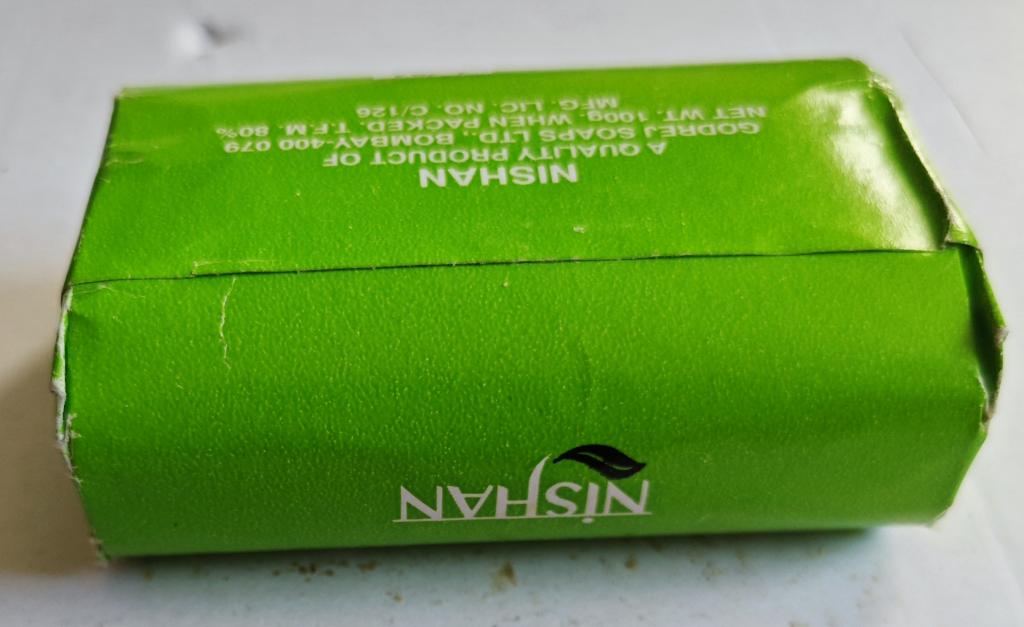 NISHAN
A QUALITY PRODUCT OF
GODREJ SOAPS LTD., BOMBAY-400 079
NET WT. 100g. WHEN PACKED. T.F.M. 80%
MFG. LIC. NO. C/126
NiSHAN